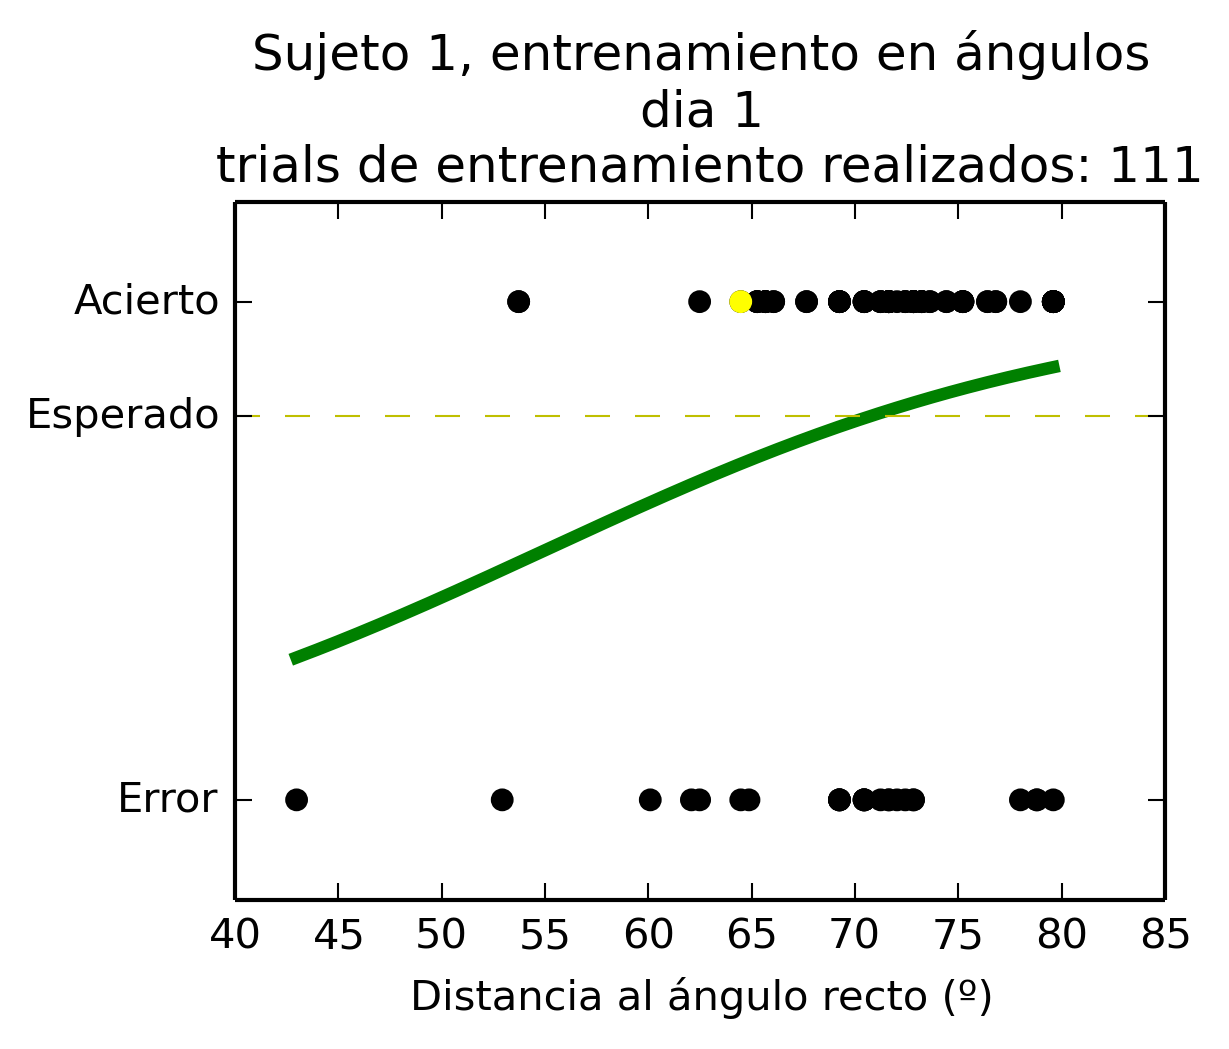 Sujeto 1, entrenamiento en ángulos
dia 1
trials de entrenamiento realizados: 111
Acierto
Esperado
Error
40 45 50 55 60 65 70 75 80 85
Distancia al ángulo recto (º)